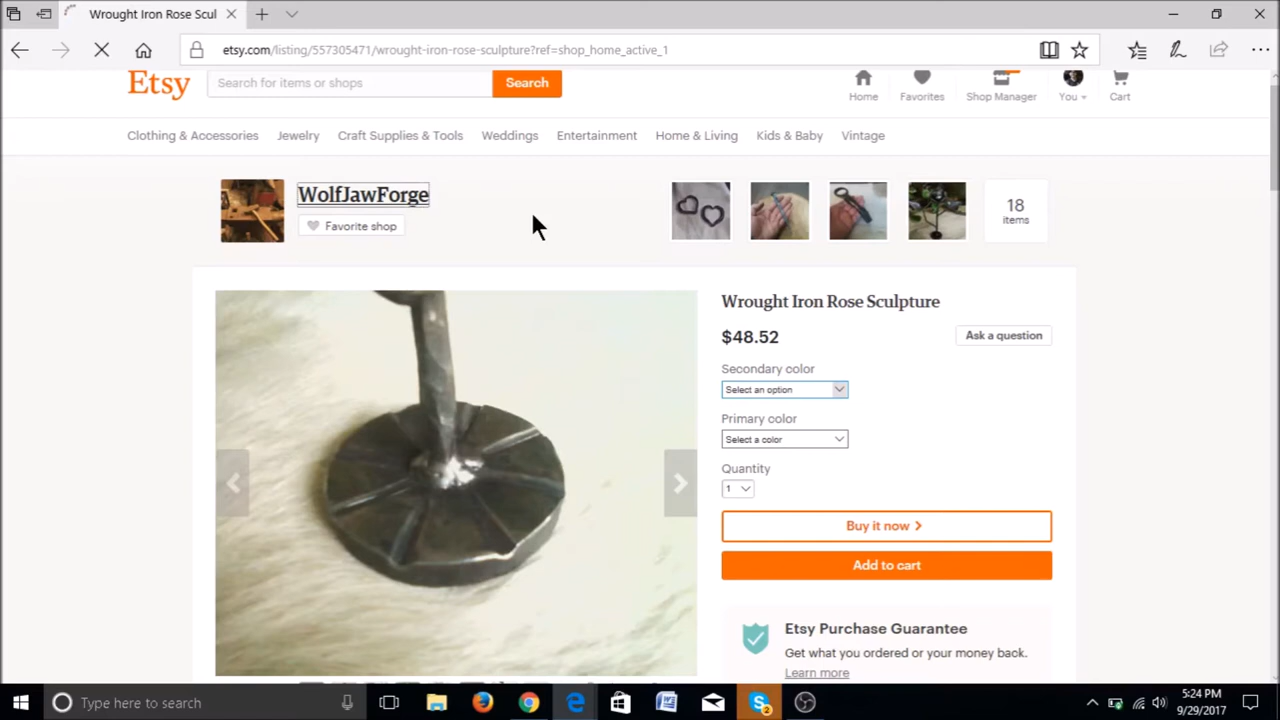 Wrought Iron Rose Scul
etsy.com/listing/557305471/wrought-iron-rose-sculpture?ref=shop_home_active_1
Etsy
Search for items or shops
Search
Home
Favorites
Shop Manager
You
Cart
Clothing & Accessories
Jewelry
Craft Supplies & Tools
Weddings
Entertainment
Home & Living
Kids & Baby
Vintage
WolfJawForge
Favorite shop
18
items
Wrought Iron Rose Sculpture
$48.52
Ask a question
Secondary color
Select an option
Primary color
Select a color
Quantity
1
Buy it now
Add to cart
Etsy Purchase Guarantee
Get what you ordered or your money back.
Learn more
Type here to search
2
5:24 PM
9/29/2017